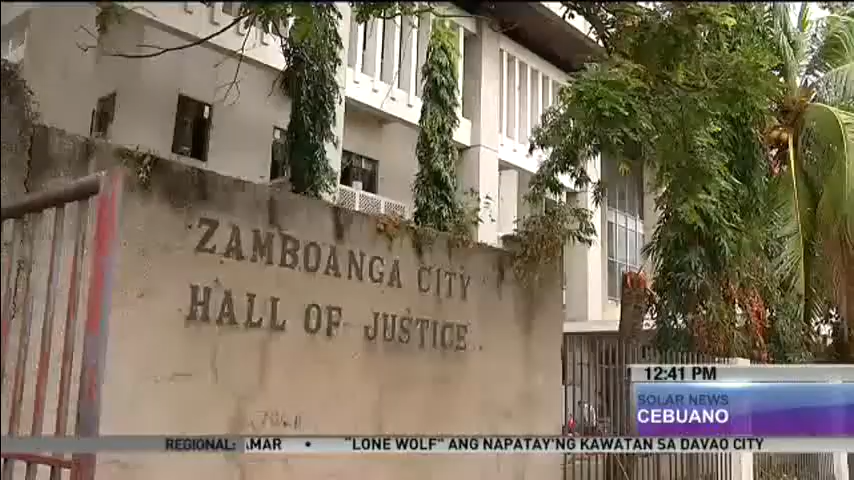 ZAMBOANGA CITY
HALL OF JUSTICE
12:41 PM
SOLAR NEWS
CEBUANO
REGIONAL: AMAR • "LONE WOLF" ANG NAPATAY'NG KAWATAN SA DAVAO CITY